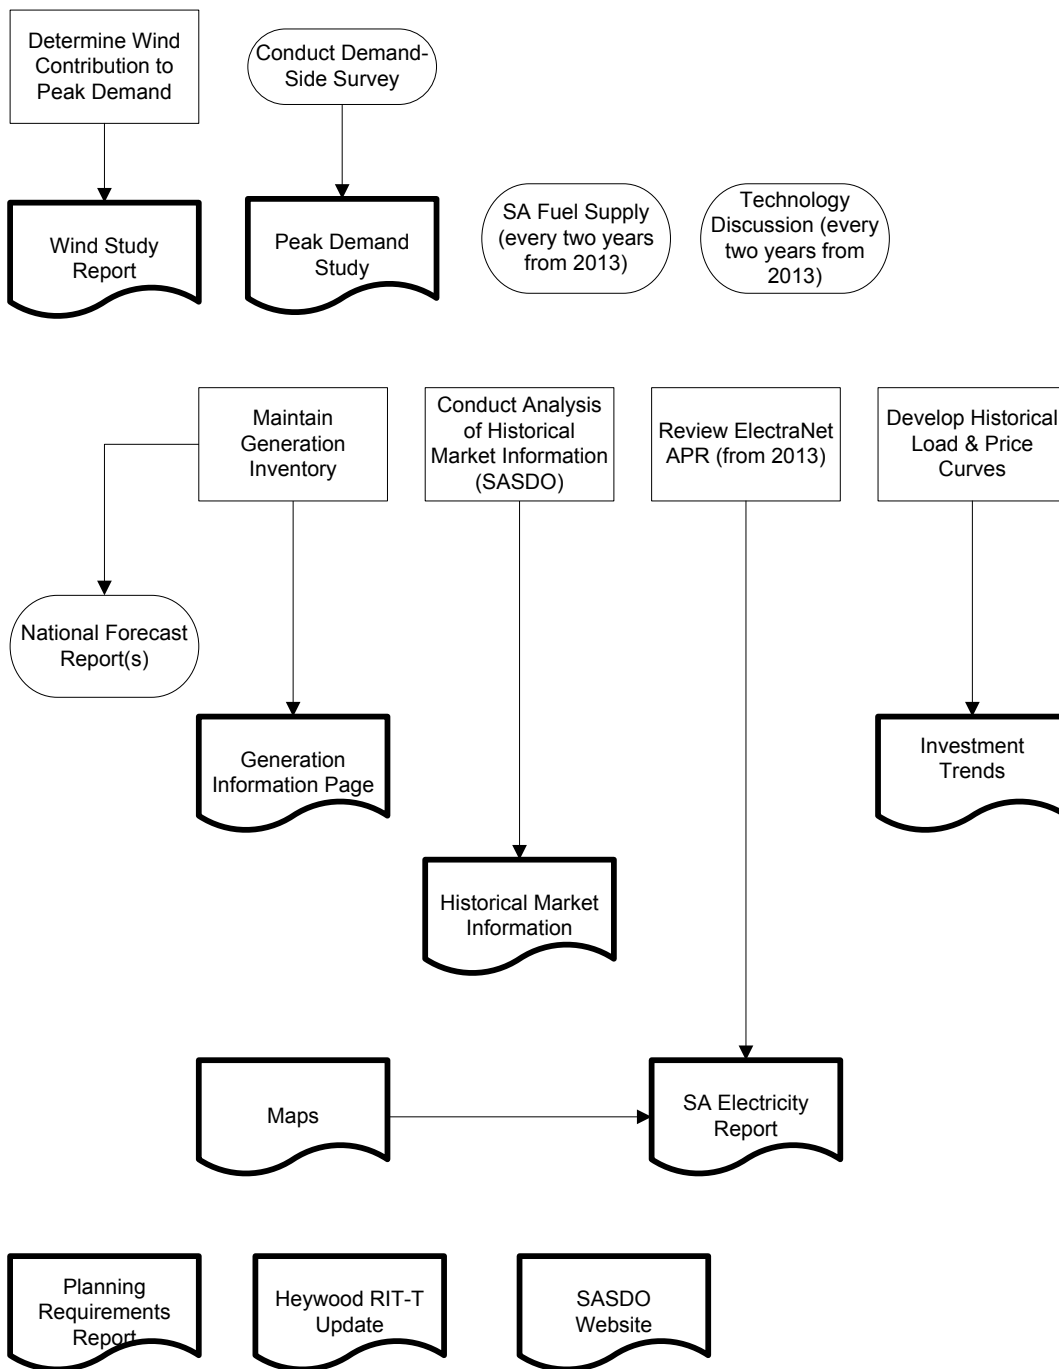 Determine Wind
Contribution to
Peak Demand
Conduct Demand-
Side Survey
Wind Study
Report
Peak Demand
Study
SA Fuel Supply
(every two years
from 2013)
Technology
Discussion (every
two years from
2013)
Maintain
Generation
Inventory
Conduct Analysis
of Historical
Market Information
(SASDO)
Review ElectraNet
APR (from 2013)
Develop Historical
Load & Price
Curves
National Forecast
Report(s)
Generation
Information Page
Investment
Trends
Historical Market
Information
Maps
SA Electricity
Report
Planning
Requirements
Report
Heywood RIT-T
Update
SASDO
Website